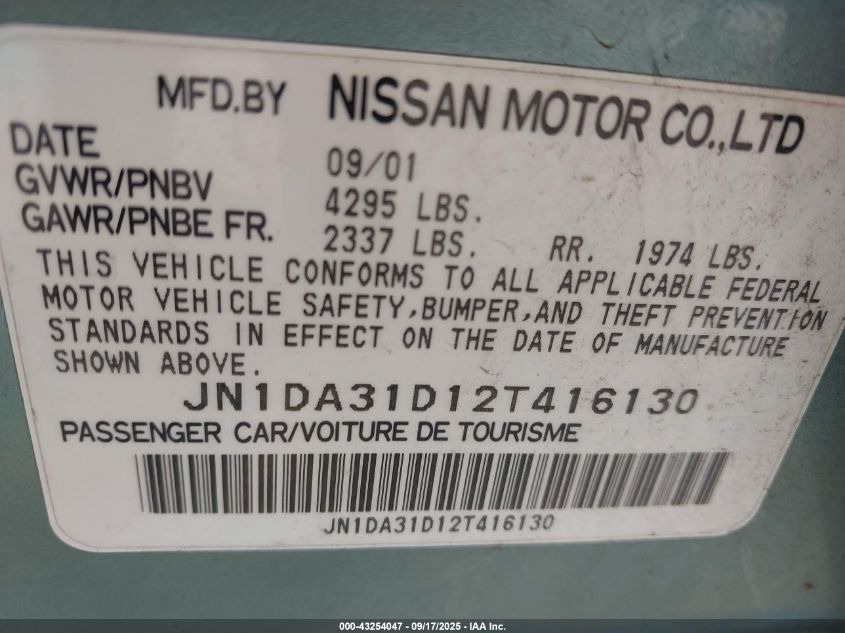 MFD.BY NISSAN MOTOR CO.,LTD
DATE 09/01
GVWR/PNBV 4295 LBS.
GAWR/PNBE FR. 2337 LBS. RR. 1974 LBS.
THIS VEHICLE CONFORMS TO ALL APPLICABLE FEDERAL
MOTOR VEHICLE SAFETY,BUMPER,AND THEFT PREVENTION
STANDARDS IN EFFECT ON THE DATE OF MANUFACTURE
SHOWN ABOVE.
JN1DA31D12T416130
PASSENGER CAR/VOITURE DE TOURISME
JN1DA31D12T416130
000-43254047 - 09/17/2025 - IAA Inc.